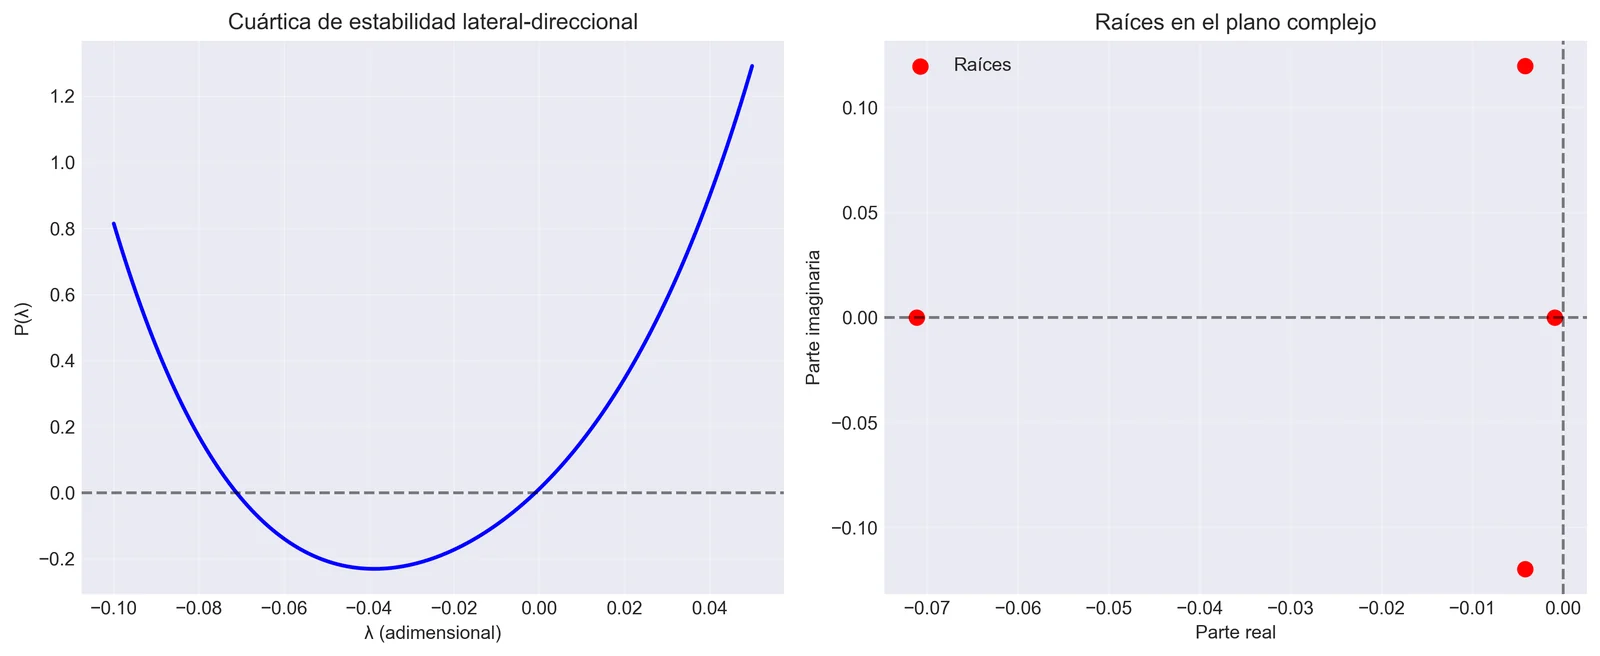 Cuártica de estabilidad lateral-direccional
P(λ)
1.2
1.0
0.8
0.6
0.4
0.2
0.0
−0.2
−0.10 −0.08 −0.06 −0.04 −0.02 0.00 0.02 0.04
λ (adimensional)
Raíces en el plano complejo
Raíces
Parte imaginaria
0.10
0.05
0.00
−0.05
−0.10
−0.07 −0.06 −0.05 −0.04 −0.03 −0.02 −0.01 0.00
Parte real